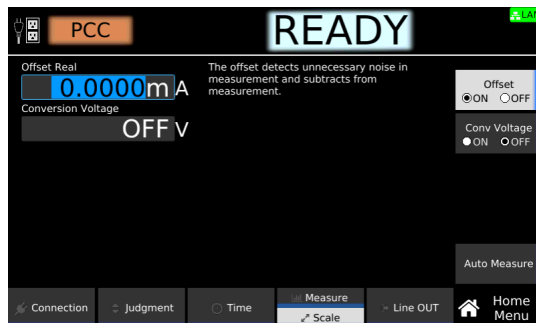 PCC
READY
LAN
Offset Real
0.0000m A
The offset detects unnecessary noise in
measurement and subtracts from
measurement.
Conversion Voltage
OFF V
Offset
ON OFF
Conv Voltage
ON OFF
Auto Measure
Connection
Judgment
Time
Measure
Scale
Line OUT
Home
Menu